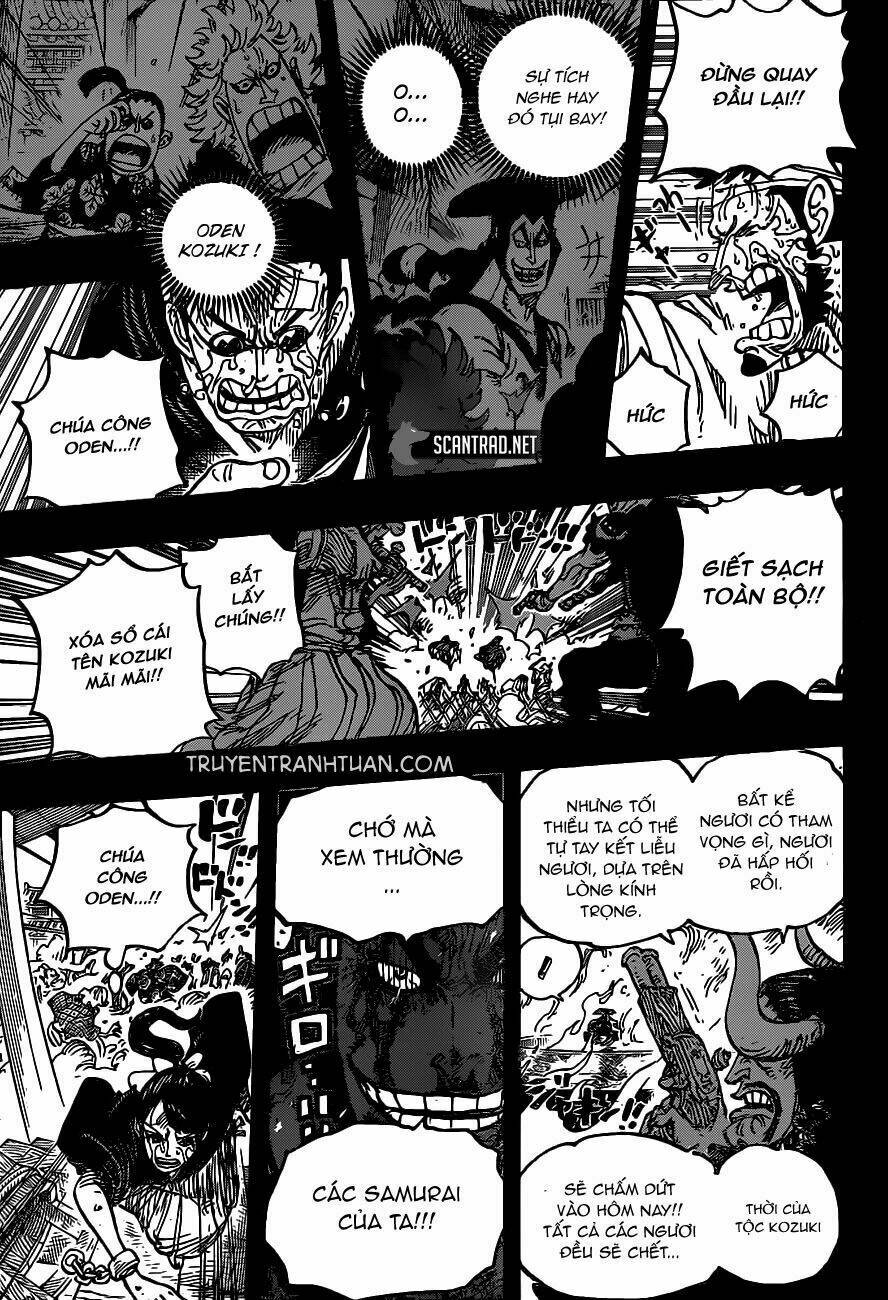 ĐỪNG QUAY
ĐẦU LẠI!!
HỨC
HỨC
SỰ TÍCH
NGHE HAY
ĐÓ TỤI BAY!
O...
O...
ODEN
KOZUKI !
CHÚA CÔNG
ODEN...!!
SCANTRAD.NET
GIẾT SẠCH
TOÀN BỘ!!
BẮT
LẤY
CHÚNG!!
XÓA SỔ CÁI
TÊN KOZUKI
MÃI MÃI!!
TRUYENTRANHTUAN.COM
BẤT KỂ
NGƯƠI CÓ THAM
VỌNG GÌ, NGƯƠI
ĐÃ HẤP HỐI
RỒI.
NHƯNG TỐI
THIỂU TA CÓ THỂ
TỰ TAY KẾT LIỄU
NGƯƠI, DỰA TRÊN
LÒNG KÍNH
TRỌNG.
THỜI CỦA
TỘC KOZUKI
SẼ CHẤM DỨT
VÀO HÔM NAY!!
TẤT CẢ CÁC NGƯƠI
ĐỀU SẼ CHẾT...
CHỚ MÀ
XEM THƯỜNG
...
ギロ...!!
CÁC SAMURAI
CỦA TA!!!
CHÚA
CÔNG
ODEN...!!